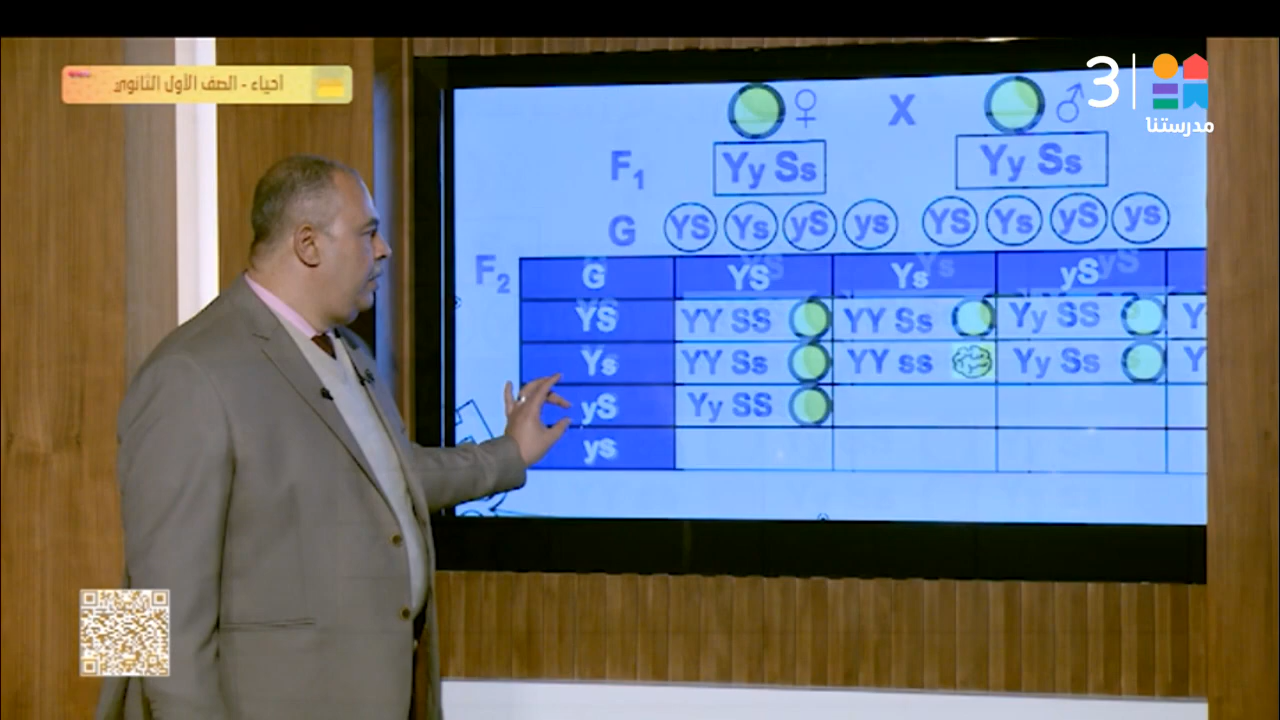 أحياء - الصف الأول الثانوي
3
مدرستنا
♀ X ♂
F1 Yy Ss Yy Ss
G YS Ys yS ys YS Ys yS ys
F2 G YS Ys yS
YS YY SS YY Ss Yy SS Y
Ys YY Ss YY ss Yy Ss Y
yS Yy SS
ys